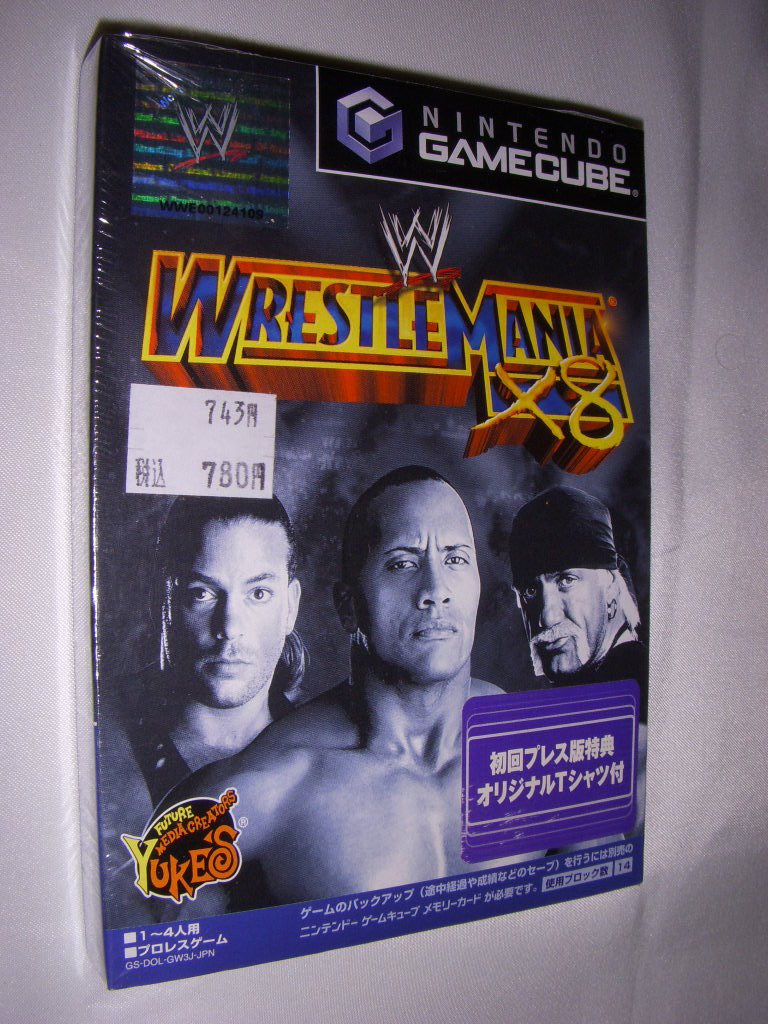 W
WWE00124109
NINTENDO
GAMECUBE®
W
WRESTLEMANIA®
X8
743円
税込 780円
初回プレス版特典
オリジナルTシャツ付
FUTURE
MEDIA CREATORS
YUKE'S®
ゲームのバックアップ（途中経過や成績などのセーブ）を行うには別売の
ニンテンドーゲームキューブ メモリーカードが必要です。 使用ブロック数 14
■1〜4人用
■プロレスゲーム
GS-DOL-GW3J-JPN